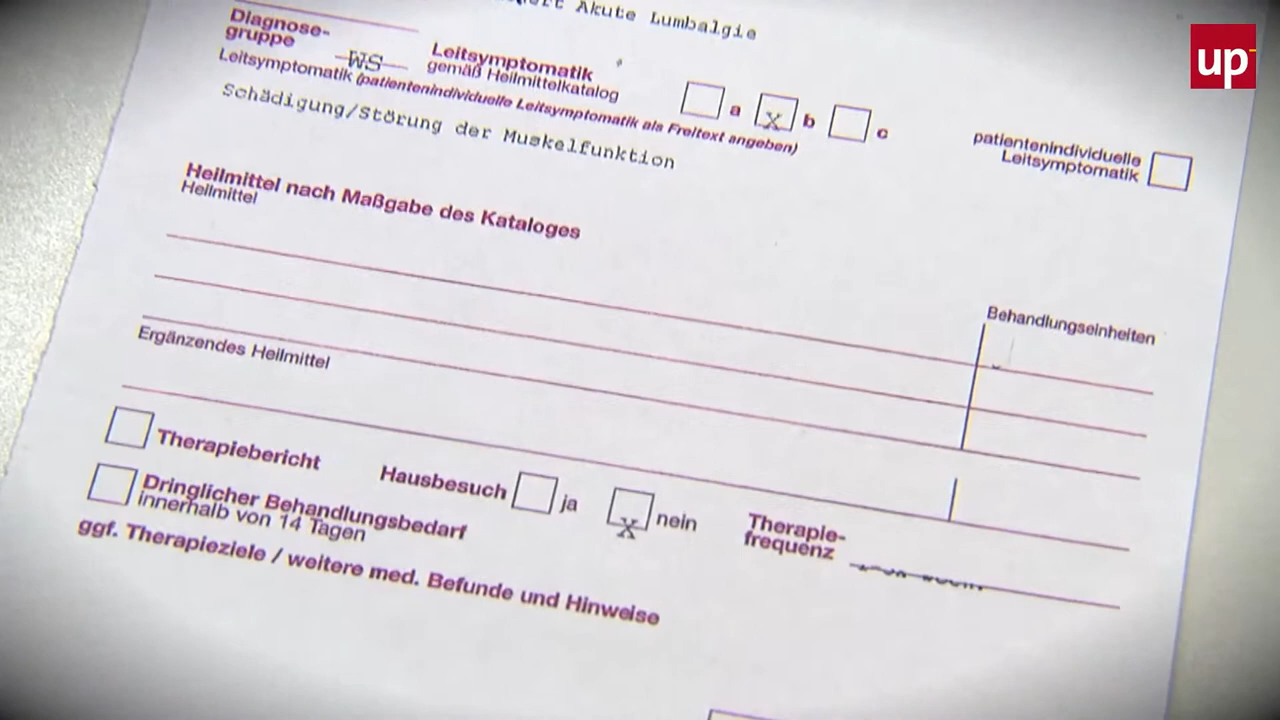 Akute Lumbalgie
up
Diagnose-
gruppe
WS
Leitsymptomatik
gemäß Heilmittelkatalog
a
X
b
c
Leitsymptomatik (patientenindividuelle Leitsymptomatik als Freitext angeben)
patientenindividuelle
Leitsymptomatik
Schädigung/Störung der Muskelfunktion
Heilmittel nach Maßgabe des Kataloges
Heilmittel
Behandlungseinheiten
Ergänzendes Heilmittel
Therapiebericht
Hausbesuch
ja
X
nein
Therapie-
frequenz
Dringlicher Behandlungsbedarf
innerhalb von 14 Tagen
ggf. Therapieziele / weitere med. Befunde und Hinweise